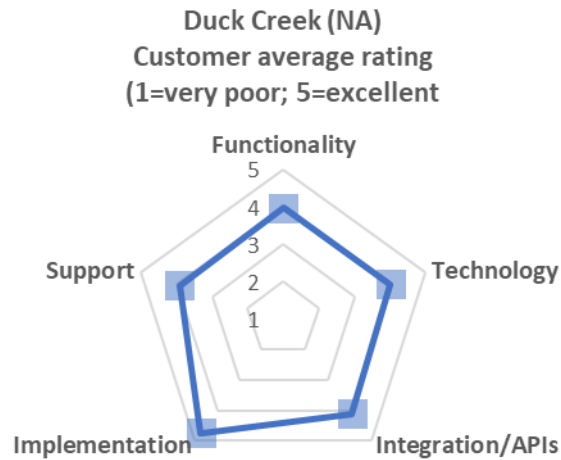 Duck Creek (NA)
Customer average rating
(1=very poor; 5=excellent
Functionality
5
4
3
2
1
Support
Technology
Implementation
Integration/APIs